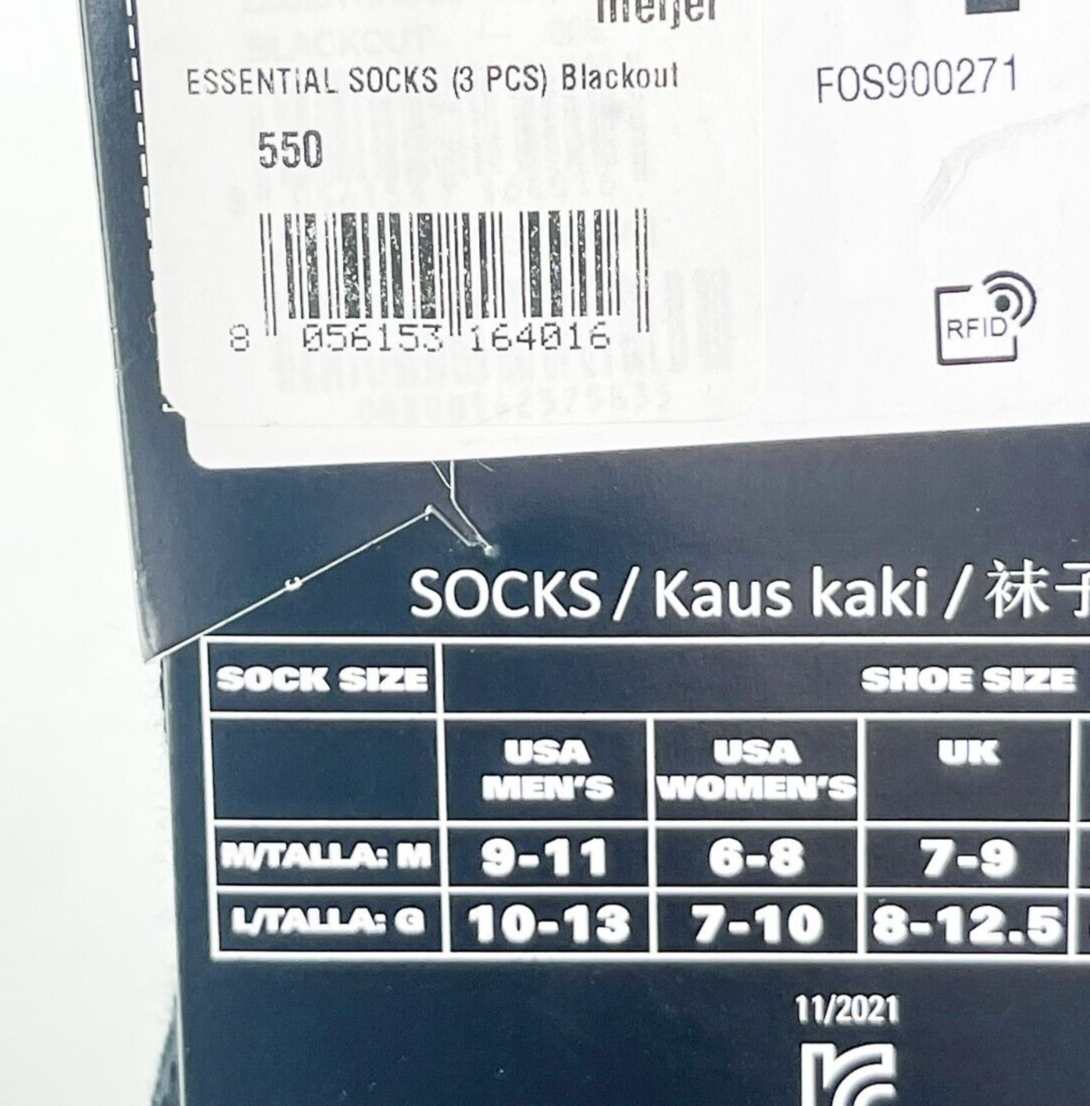 meijer
ESSENTIAL SOCKS (3 PCS) Blackout
FOS900271
550
8 056153 164016
RFID
SOCKS / Kaus kaki / 袜子
SOCK SIZE SHOE SIZE
USA MEN'S USA WOMEN'S UK
M/TALLA: M 9-11 6-8 7-9
L/TALLA: G 10-13 7-10 8-12.5
11/2021